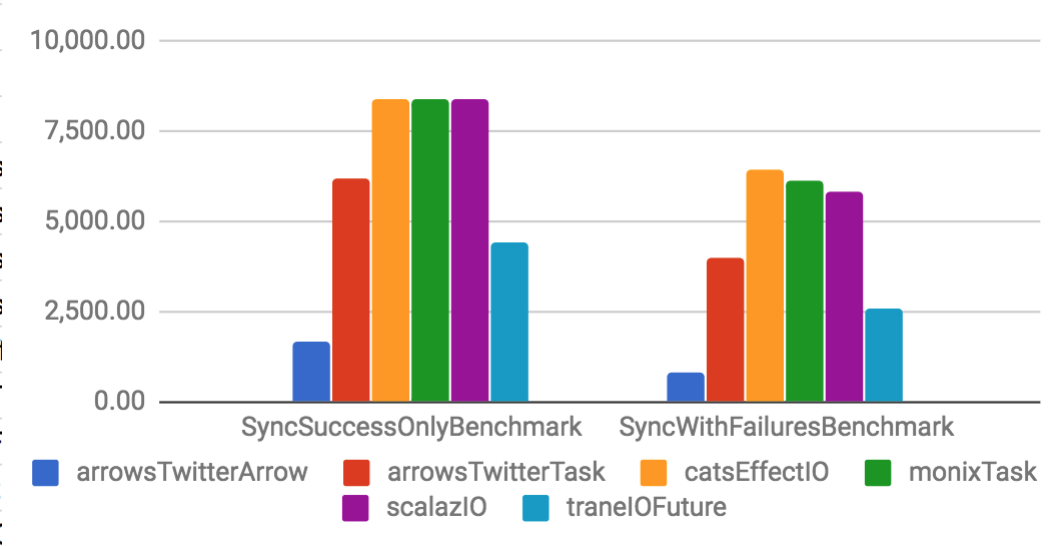 10,000.00
7,500.00
5,000.00
2,500.00
0.00
SyncSuccessOnlyBenchmark SyncWithFailuresBenchmark
arrowsTwitterArrow arrowsTwitterTask catsEffectIO monixTask
scalazIO traneIOFuture